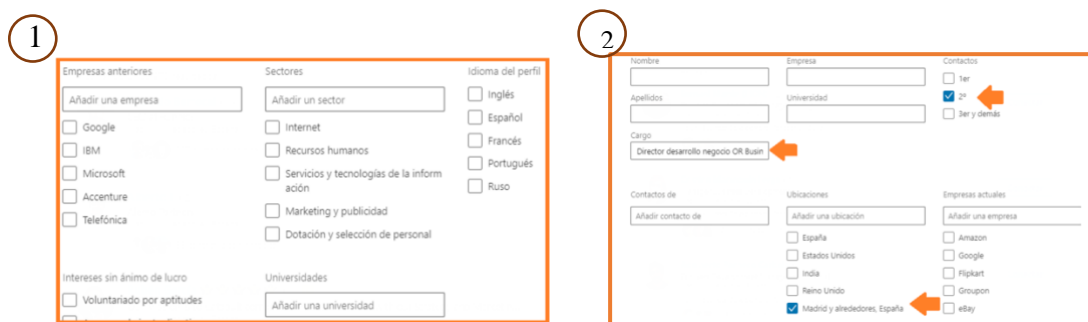 1
Empresas anteriores
Añadir una empresa
Google
IBM
Microsoft
Accenture
Telefónica
Sectores
Añadir un sector
Internet
Recursos humanos
Servicios y tecnologías de la inform
ación
Marketing y publicidad
Dotación y selección de personal
Idioma del perfil
Inglés
Español
Francés
Portugués
Ruso
Intereses sin ánimo de lucro
Voluntariado por aptitudes
Universidades
Añadir una universidad
2
Nombre
Empresa
Contactos
1er
2º
3er y demás
Apellidos
Universidad
Cargo
Director desarrollo negocio OR Busin
Contactos de
Añadir contacto de
Ubicaciones
Añadir una ubicación
España
Estados Unidos
India
Reino Unido
Madrid y alrededores, España
Empresas actuales
Añadir una empresa
Amazon
Google
Flipkart
Groupon
eBay